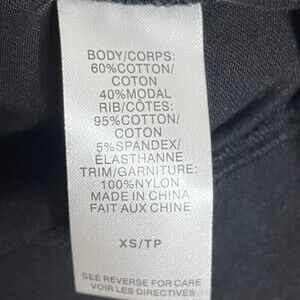 BODY/CORPS:
60%COTTON/
COTON
40%MODAL
RIB/CÔTES:
95%COTTON/
COTON
5%SPANDEX/
ÉLASTHANNE
TRIM/GARNITURE:
100%NYLON
MADE IN CHINA
FAIT AUX CHINE
XS/TP
SEE REVERSE FOR CARE
VOIR LES DIRECTIVES